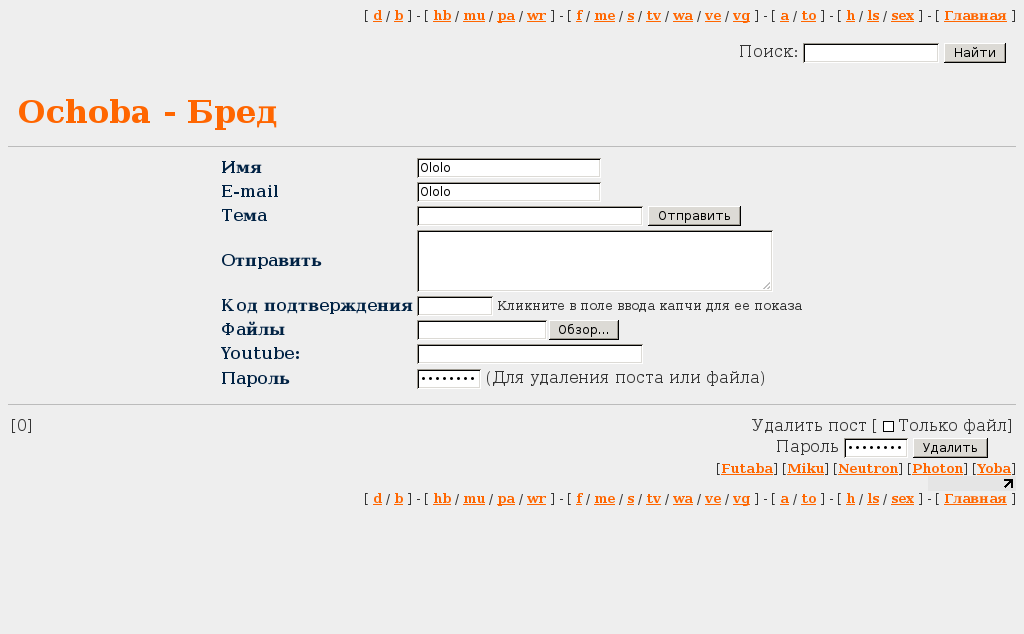 [ d / b ] - [ hb / mu / pa / wr ] - [ f / me / s / tv / wa / ve / vg ] - [ a / to ] - [ h / ls / sex ] - [ Главная ]
Поиск: Найти
Ochoba - Бред
Имя Ololo
E-mail Ololo
Тема Отправить
Отправить
Код подтверждения Кликните в поле ввода капчи для ее показа
Файлы Обзор...
Youtube:
Пароль •••••••• (Для удаления поста или файла)
[0] Удалить пост [ Только файл]
Пароль •••••••• Удалить
[Futaba] [Miku] [Neutron] [Photon] [Yoba]
[ d / b ] - [ hb / mu / pa / wr ] - [ f / me / s / tv / wa / ve / vg ] - [ a / to ] - [ h / ls / sex ] - [ Главная ]